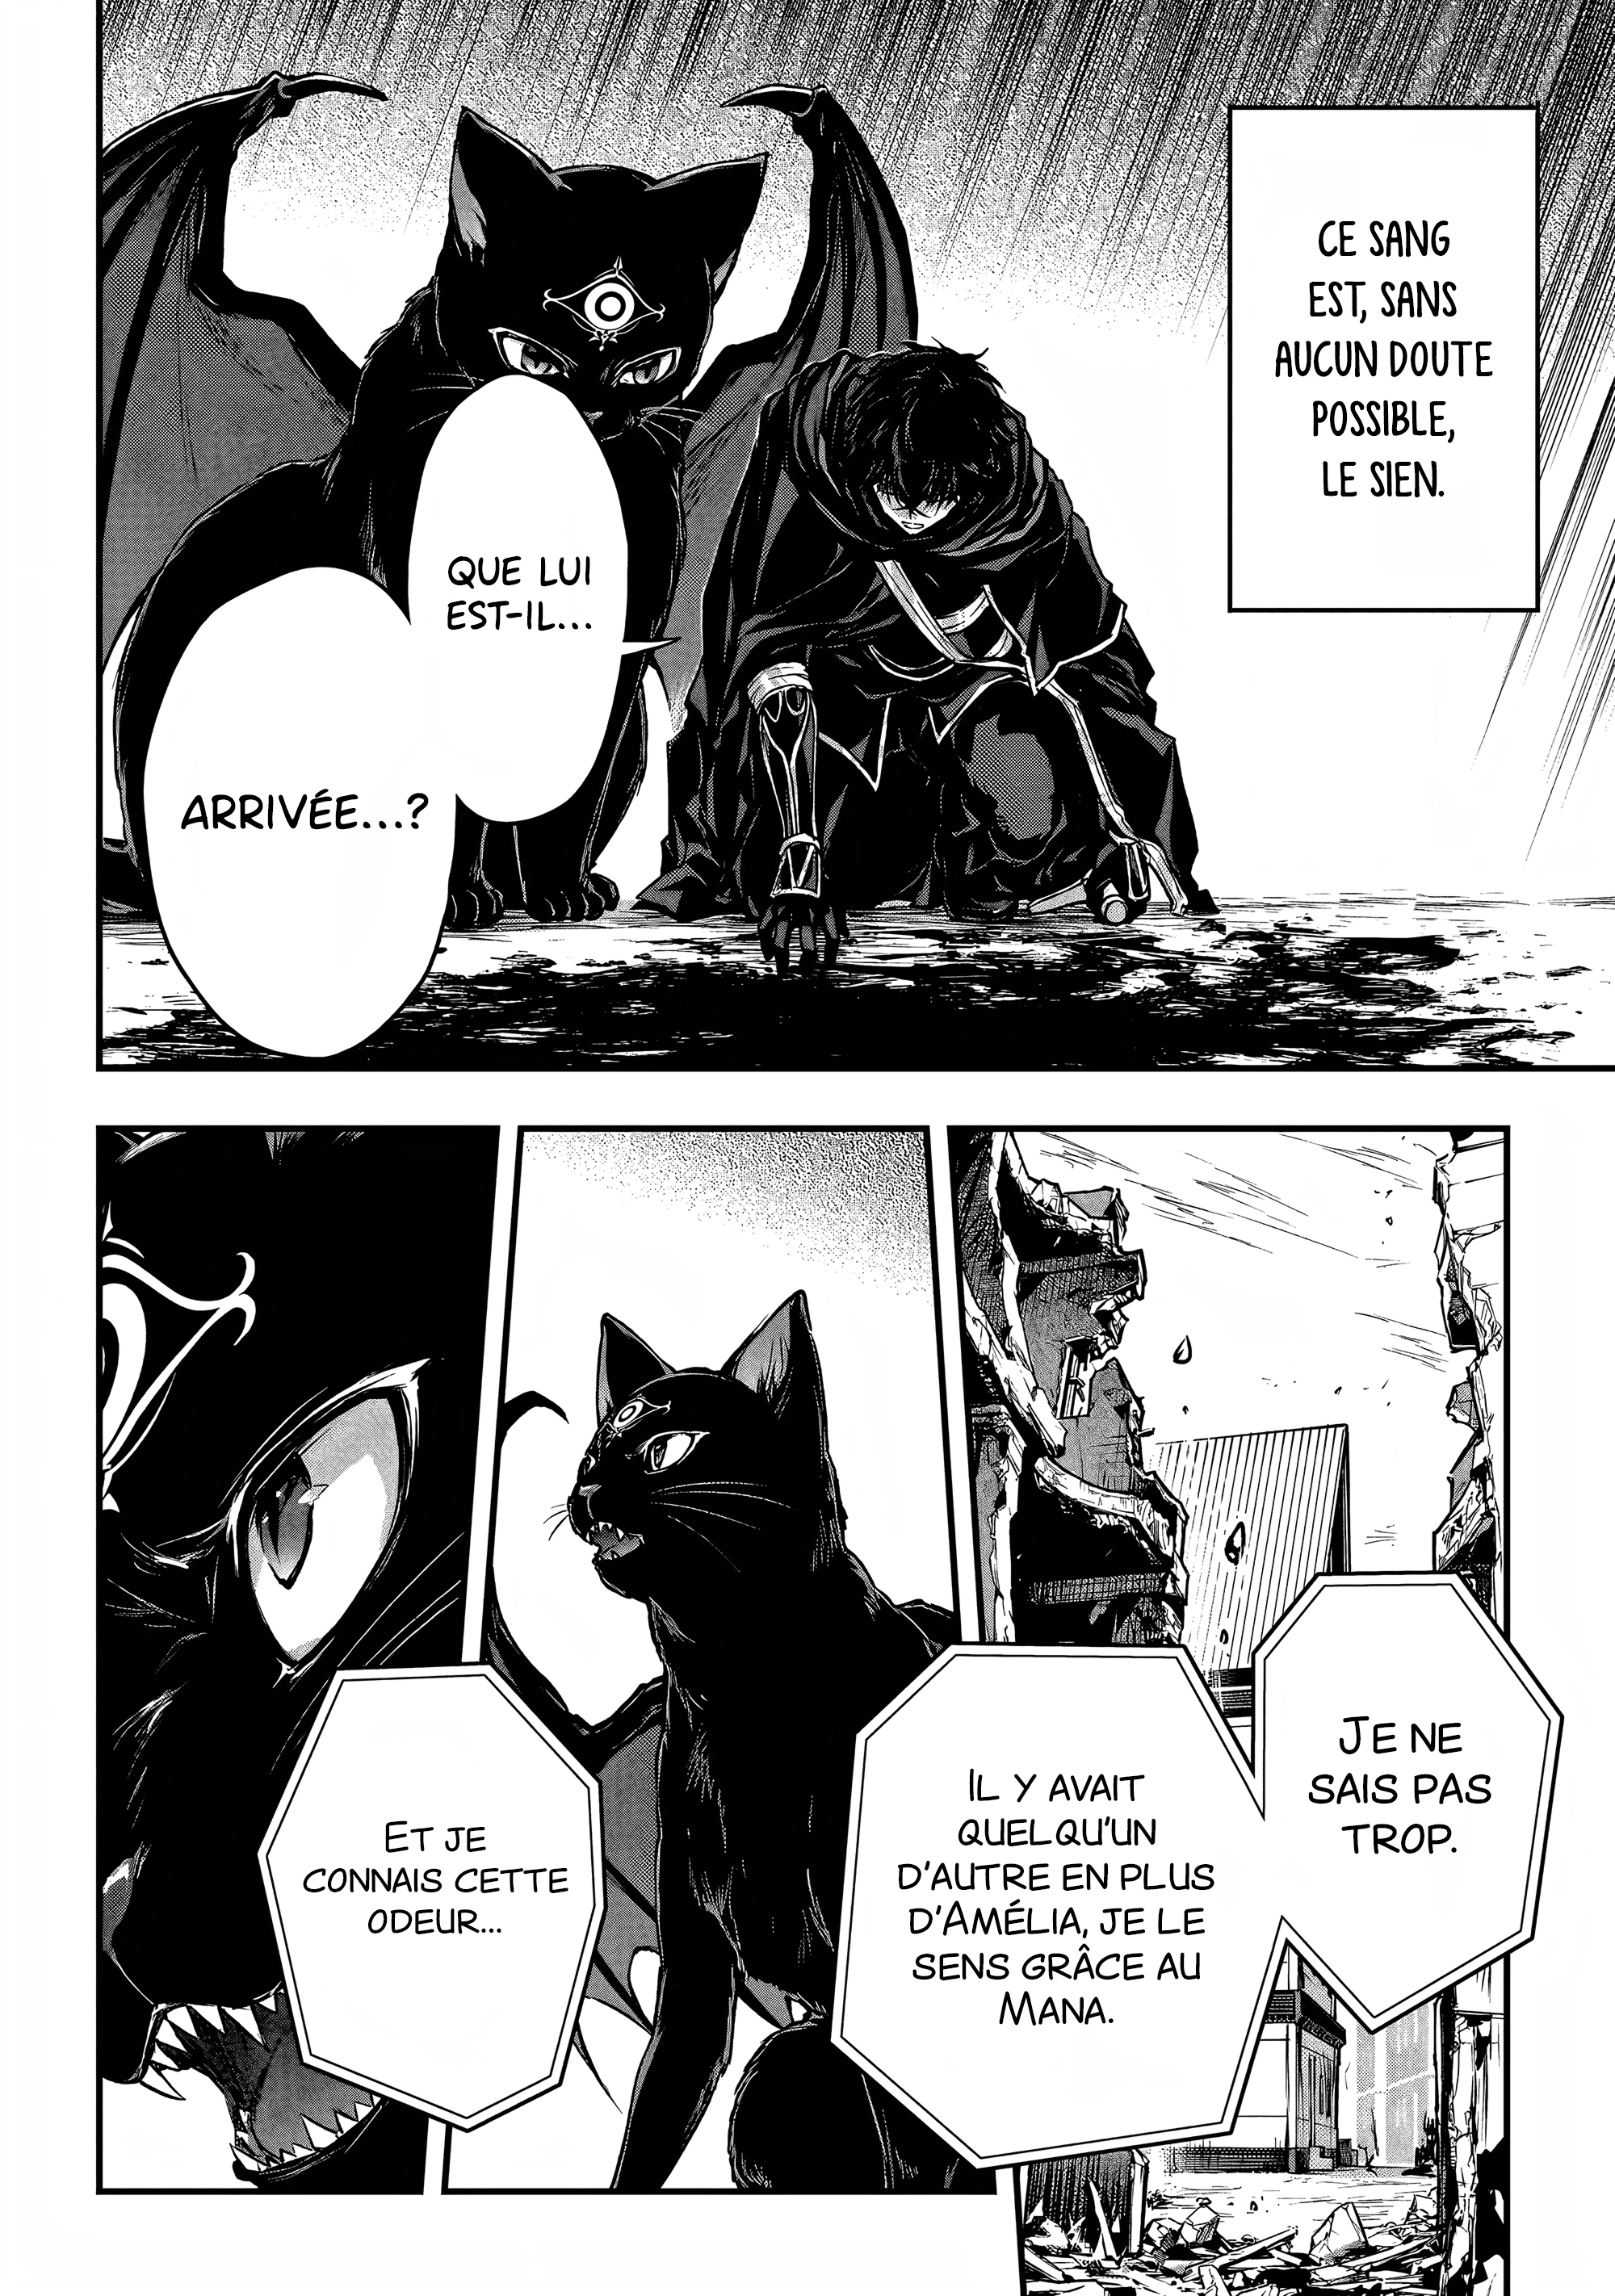 CE SANG
EST, SANS
AUCUN DOUTE
POSSIBLE,
LE SIEN.
QUE LUI
EST-IL...
ARRIVÉE...?
JE NE
SAIS PAS
TROP.
IL Y AVAIT
QUELQU'UN
D'AUTRE EN PLUS
D'AMÉLIA, JE LE
SENS GRÂCE AU
MANA.
ET JE
CONNAIS CETTE
ODEUR...